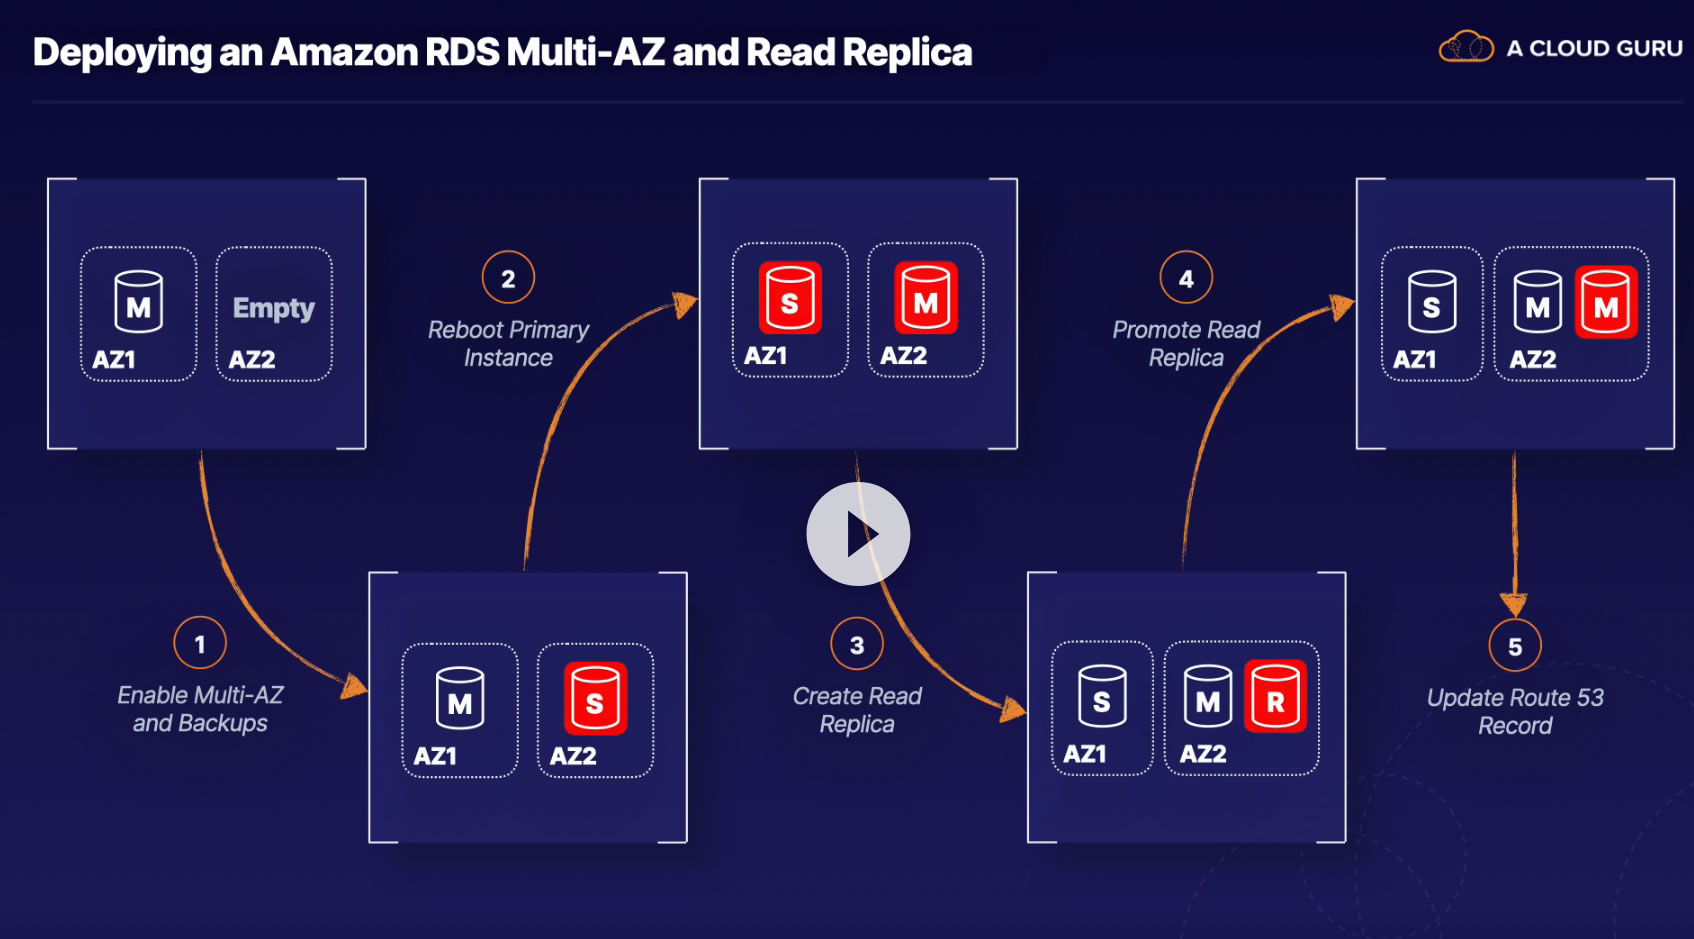 Deploying an Amazon RDS Multi-AZ and Read Replica
A CLOUD GURU
M
AZ1
Empty
AZ2
1
Enable Multi-AZ
and Backups
M
AZ1
S
AZ2
2
Reboot Primary
Instance
S
AZ1
M
AZ2
3
Create Read
Replica
S
AZ1
M
R
AZ2
4
Promote Read
Replica
S
AZ1
M
M
AZ2
5
Update Route 53
Record